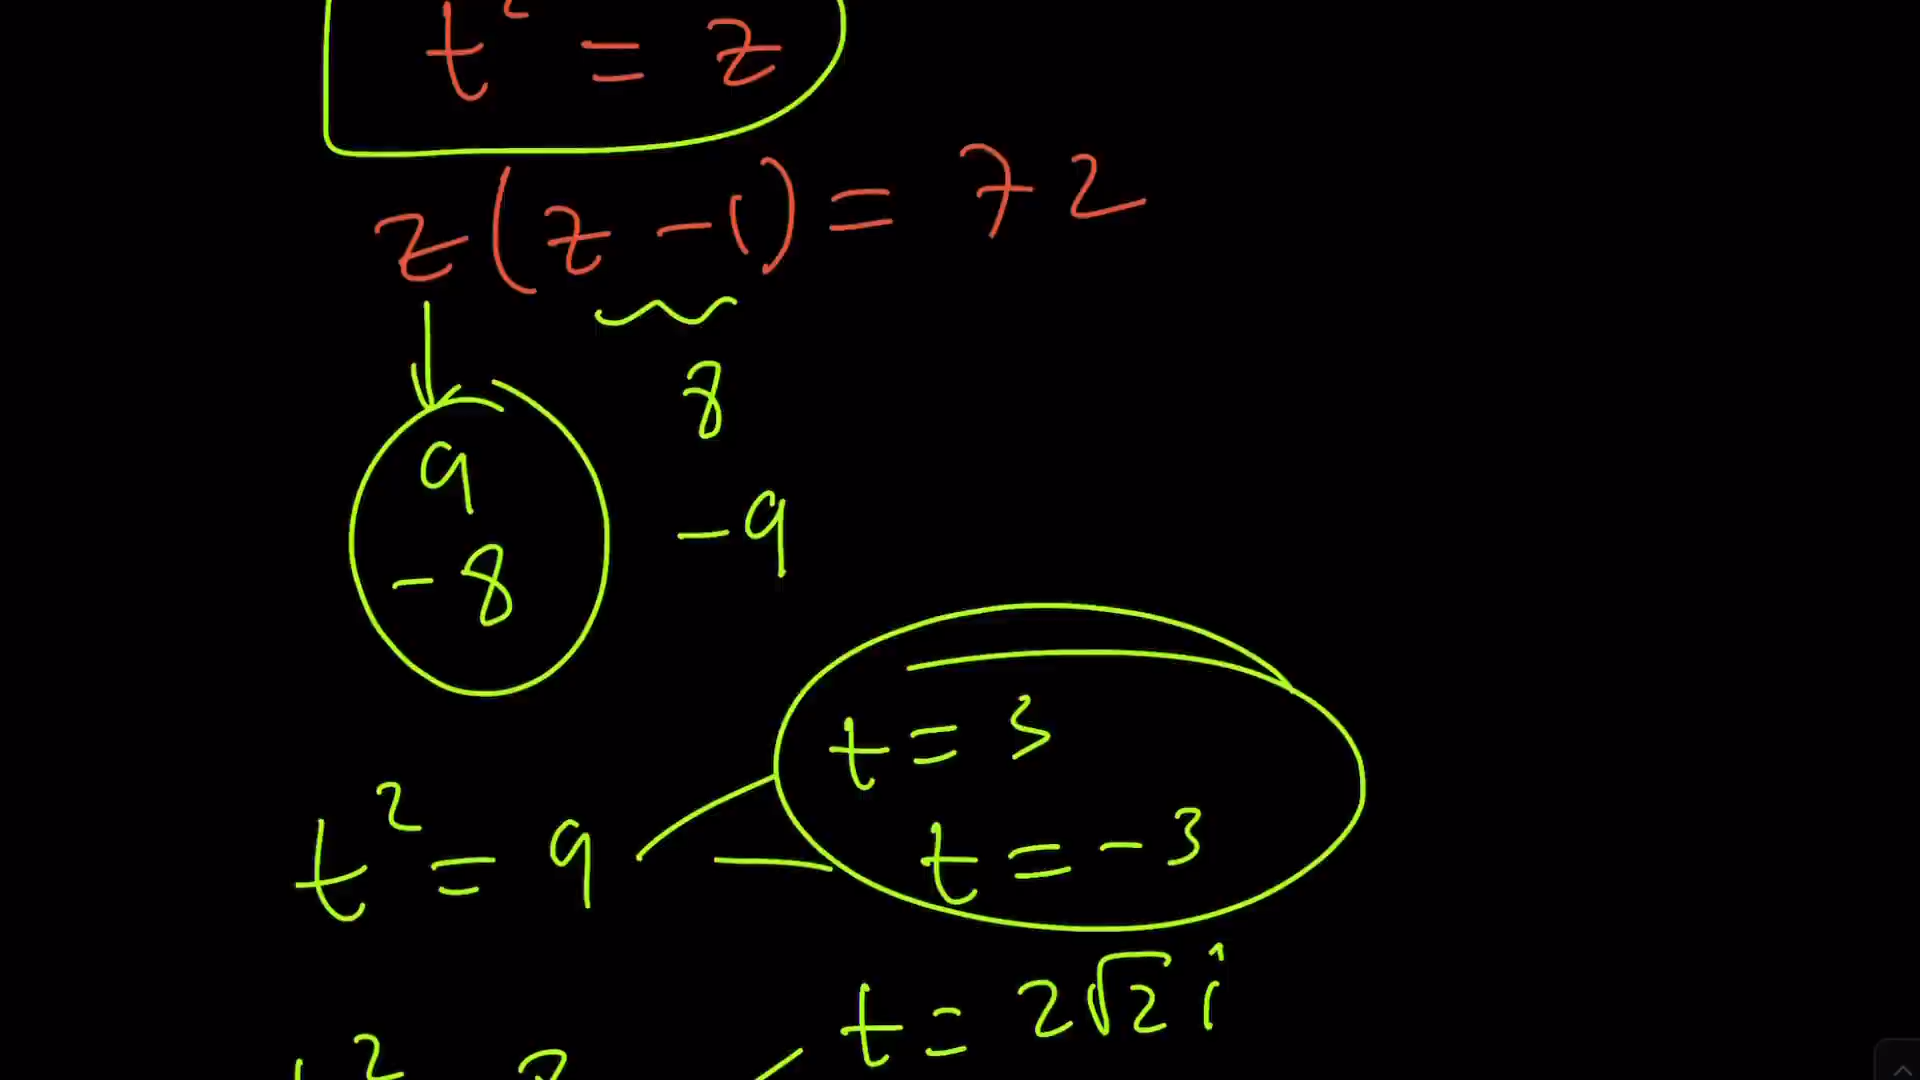 t² = z
z(z-1) = 72
9 8
-8 -9
t = 3
t² = 9
t = -3
t = 2√2 i